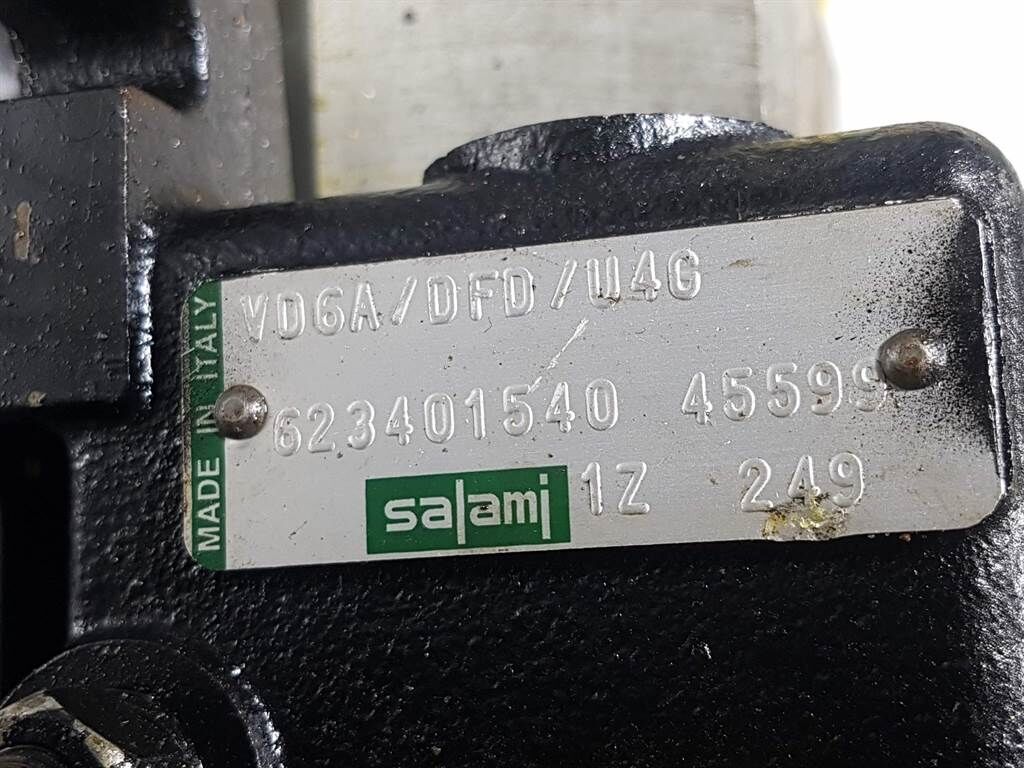 MADE IN ITALY
VD6A/DFD/U4G
623401540 45599
salami 1Z 249